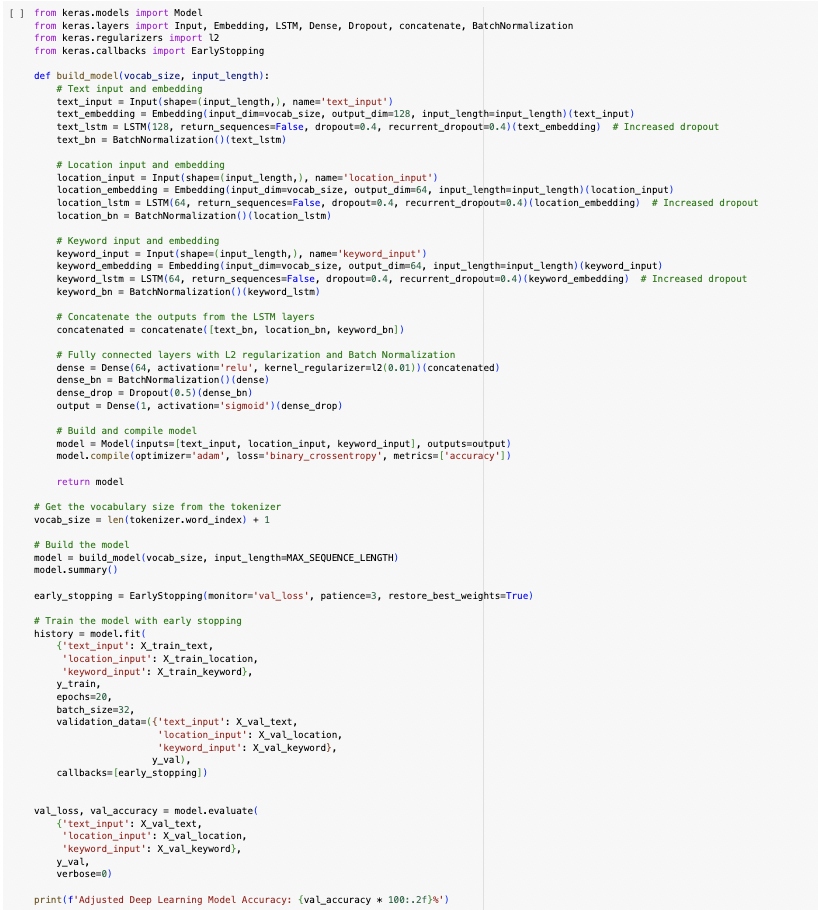 [ ] from keras.models import Model
from keras.layers import Input, Embedding, LSTM, Dense, Dropout, concatenate, BatchNormalization
from keras.regularizers import l2
from keras.callbacks import EarlyStopping

def build_model(vocab_size, input_length):
    # Text input and embedding
    text_input = Input(shape=(input_length,), name='text_input')
    text_embedding = Embedding(input_dim=vocab_size, output_dim=128, input_length=input_length)(text_input)
    text_lstm = LSTM(128, return_sequences=False, dropout=0.4, recurrent_dropout=0.4)(text_embedding)  # Increased dropout
    text_bn = BatchNormalization()(text_lstm)

    # Location input and embedding
    location_input = Input(shape=(input_length,), name='location_input')
    location_embedding = Embedding(input_dim=vocab_size, output_dim=64, input_length=input_length)(location_input)
    location_lstm = LSTM(64, return_sequences=False, dropout=0.4, recurrent_dropout=0.4)(location_embedding)  # Increased dropout
    location_bn = BatchNormalization()(location_lstm)

    # Keyword input and embedding
    keyword_input = Input(shape=(input_length,), name='keyword_input')
    keyword_embedding = Embedding(input_dim=vocab_size, output_dim=64, input_length=input_length)(keyword_input)
    keyword_lstm = LSTM(64, return_sequences=False, dropout=0.4, recurrent_dropout=0.4)(keyword_embedding)  # Increased dropout
    keyword_bn = BatchNormalization()(keyword_lstm)

    # Concatenate the outputs from the LSTM layers
    concatenated = concatenate([text_bn, location_bn, keyword_bn])

    # Fully connected layers with L2 regularization and Batch Normalization
    dense = Dense(64, activation='relu', kernel_regularizer=l2(0.01))(concatenated)
    dense_bn = BatchNormalization()(dense)
    dense_drop = Dropout(0.5)(dense_bn)
    output = Dense(1, activation='sigmoid')(dense_drop)

    # Build and compile model
    model = Model(inputs=[text_input, location_input, keyword_input], outputs=output)
    model.compile(optimizer='adam', loss='binary_crossentropy', metrics=['accuracy'])

    return model

# Get the vocabulary size from the tokenizer
vocab_size = len(tokenizer.word_index) + 1

# Build the model
model = build_model(vocab_size, input_length=MAX_SEQUENCE_LENGTH)
model.summary()

early_stopping = EarlyStopping(monitor='val_loss', patience=3, restore_best_weights=True)

# Train the model with early stopping
history = model.fit(
    {'text_input': X_train_text,
     'location_input': X_train_location,
     'keyword_input': X_train_keyword},
    y_train,
    epochs=20,
    batch_size=32,
    validation_data=({'text_input': X_val_text,
                      'location_input': X_val_location,
                      'keyword_input': X_val_keyword},
                     y_val),
    callbacks=[early_stopping])


val_loss, val_accuracy = model.evaluate(
    {'text_input': X_val_text,
     'location_input': X_val_location,
     'keyword_input': X_val_keyword},
    y_val,
    verbose=0)

print(f'Adjusted Deep Learning Model Accuracy: {val_accuracy * 100:.2f}%')